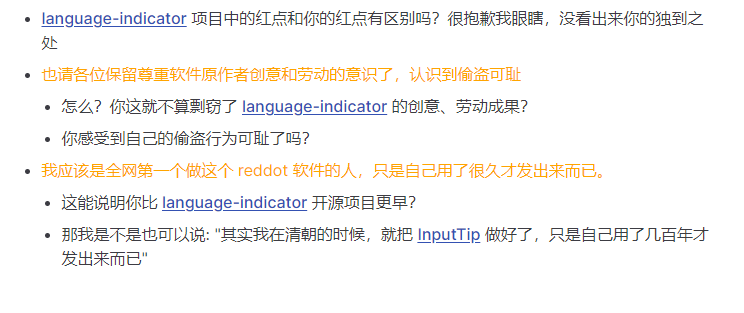 language-indicator 项目中的红点和你的红点有区别吗？很抱歉我眼瞎，没看出来你的独到之
处
也请各位保留尊重软件原作者创意和劳动的意识了，认识到偷盗可耻
怎么？你这就不算剽窃了 language-indicator 的创意、劳动成果？
你感受到自己的偷盗行为可耻了吗？
我应该是全网第一个做这个 reddot 软件的人，只是自己用了很久才发出来而已。
这能说明你比 language-indicator 开源项目更早？
那我是不是也可以说: "其实我在清朝的时候，就把 InputTip 做好了，只是自己用了几百年才
发出来而已"